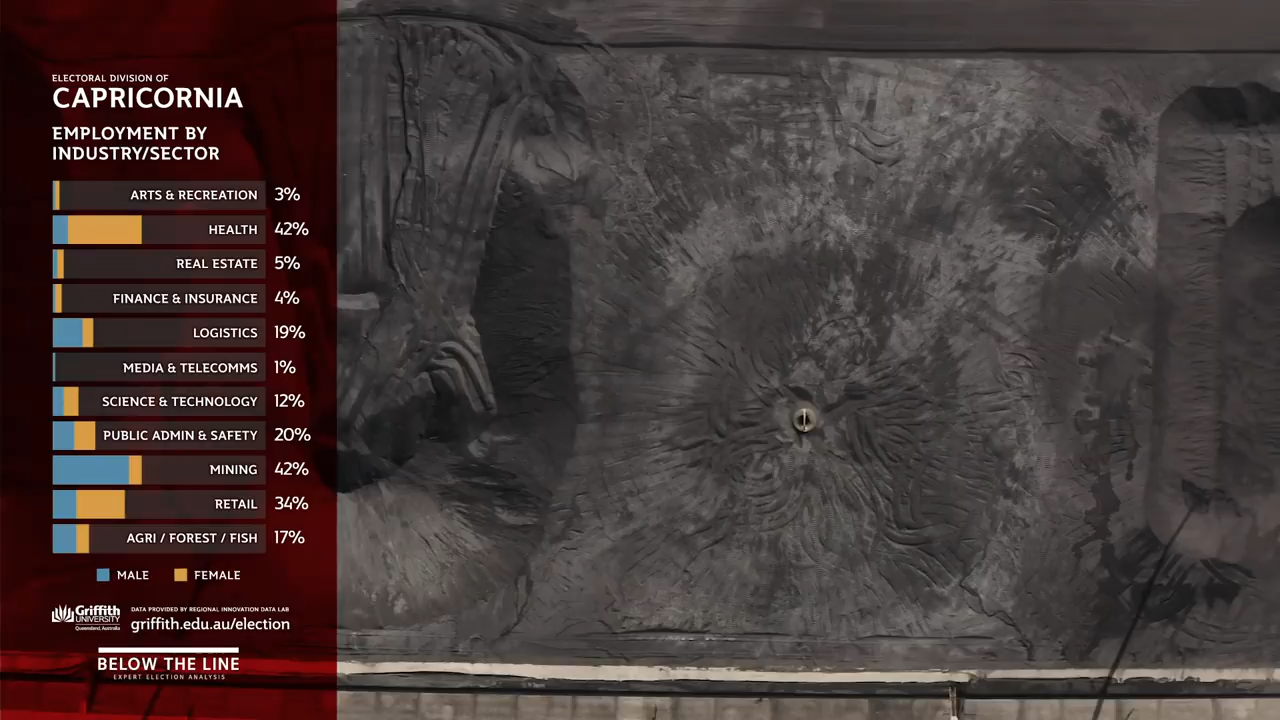 ELECTORAL DIVISION OF
CAPRICORNIA
EMPLOYMENT BY
INDUSTRY/SECTOR
ARTS & RECREATION 3%
HEALTH 42%
REAL ESTATE 5%
FINANCE & INSURANCE 4%
LOGISTICS 19%
MEDIA & TELECOMMS 1%
SCIENCE & TECHNOLOGY 12%
PUBLIC ADMIN & SAFETY 20%
MINING 42%
RETAIL 34%
AGRI / FOREST / FISH 17%
MALE FEMALE
Griffith
UNIVERSITY
Queensland, Australia
DATA PROVIDED BY REGIONAL INNOVATION DATA LAB
griffith.edu.au/election
BELOW THE LINE
EXPERT ELECTION ANALYSIS